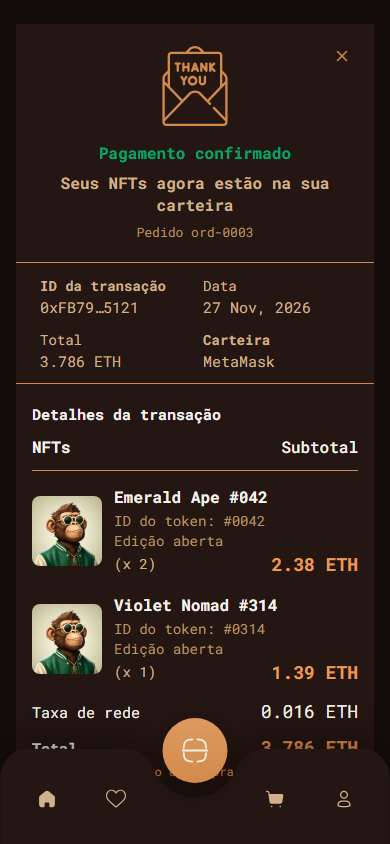 THANK
YOU
Pagamento confirmado
Seus NFTs agora estão na sua
carteira
Pedido ord-0003
ID da transação
0xFB79…5121
Data
27 Nov, 2026
Total
3.786 ETH
Carteira
MetaMask
Detalhes da transação
NFTs Subtotal
Emerald Ape #042
ID do token: #0042
Edição aberta
(x 2) 2.38 ETH
Violet Nomad #314
ID do token: #0314
Edição aberta
(x 1) 1.39 ETH
Taxa de rede 0.016 ETH
Total 3.786 ETH